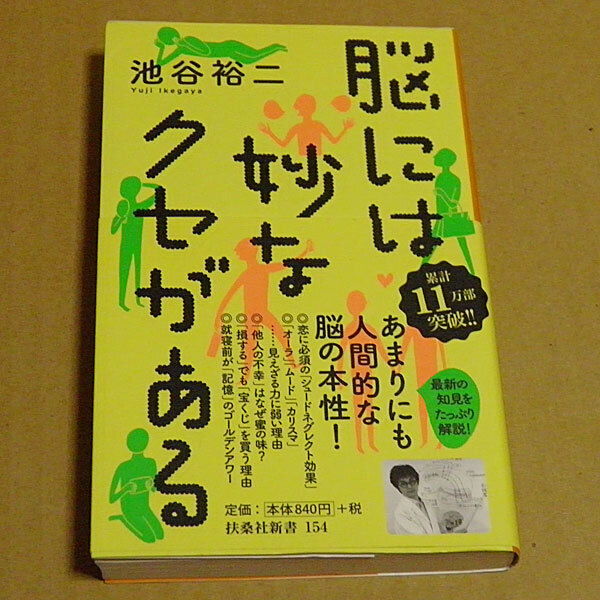 脳には
妙な
クセがある
池谷裕二
Yuji Ikegaya
累計
11万部
突破!!
あまりにも
人間的な
脳の本性！
最新の
知見を
たっぷり
解説！
◎恋に必須の「ジュード・ネグレクト効果」
◎「オーラ」「ムード」「カリスマ」
……見えざる力に弱い理由
◎「他人の不幸」はなぜ蜜の味？
◎「損する」でも「宝くじ」を買う理由
◎就寝前が「記憶」のゴールデンアワー
定価：本体840円＋税
扶桑社新書 154